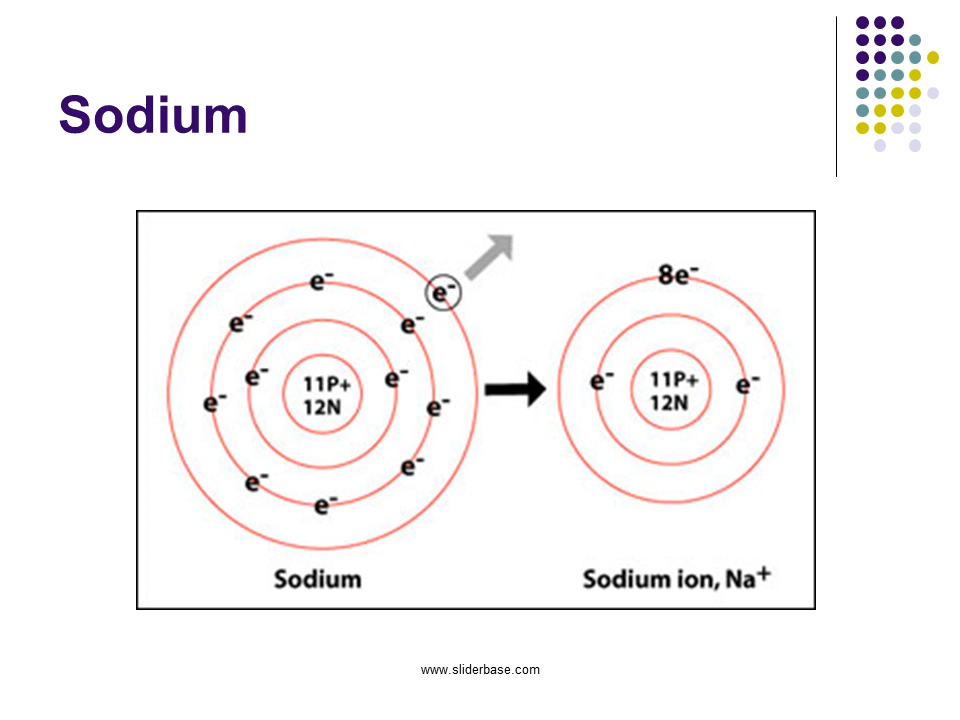 Sodium
e-
e-
e-
e-
e-
e-
e-
e-
e-
e-
e-
11P+
12N
8e-
e-
e-
11P+
12N
Sodium
Sodium ion, Na+
www.sliderbase.com